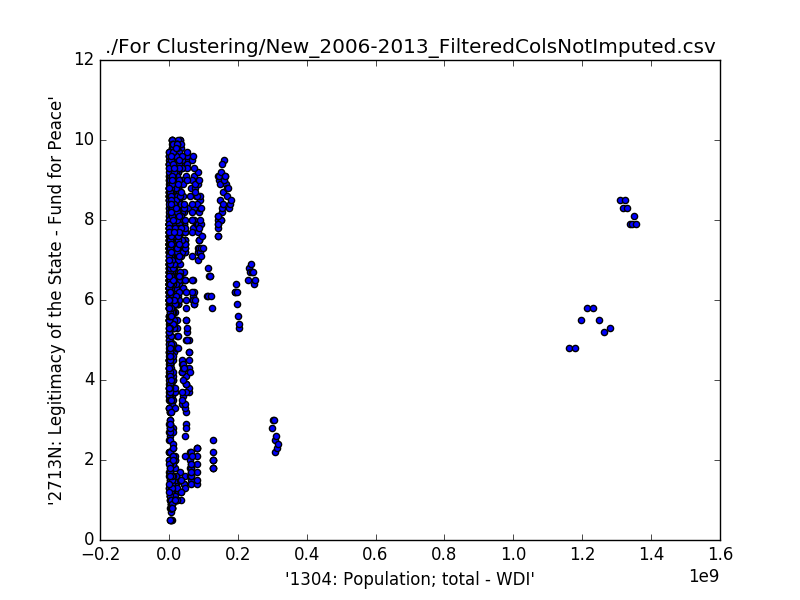 ./For Clustering/New_2006-2013_FilteredColsNotImputed.csv
12
10
8
6
4
2
0
'2713N: Legitimacy of the State - Fund for Peace'
−0.2 0.0 0.2 0.4 0.6 0.8 1.0 1.2 1.4 1.6
1e9
'1304: Population; total - WDI'